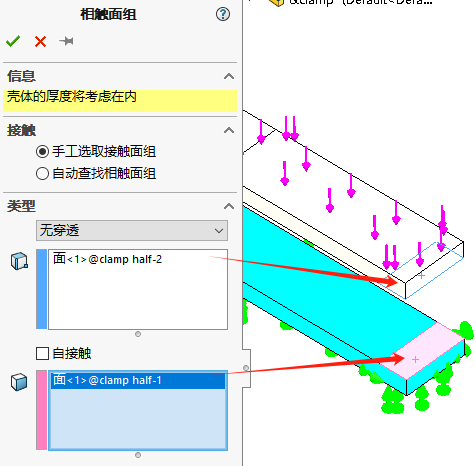 相触面组
&clamp (Default<Defa...
信息
壳体的厚度将考虑在内
接触
手工选取接触面组
自动查找相触面组
类型
无穿透
面<1>@clamp half-2
自接触
面<1>@clamp half-1